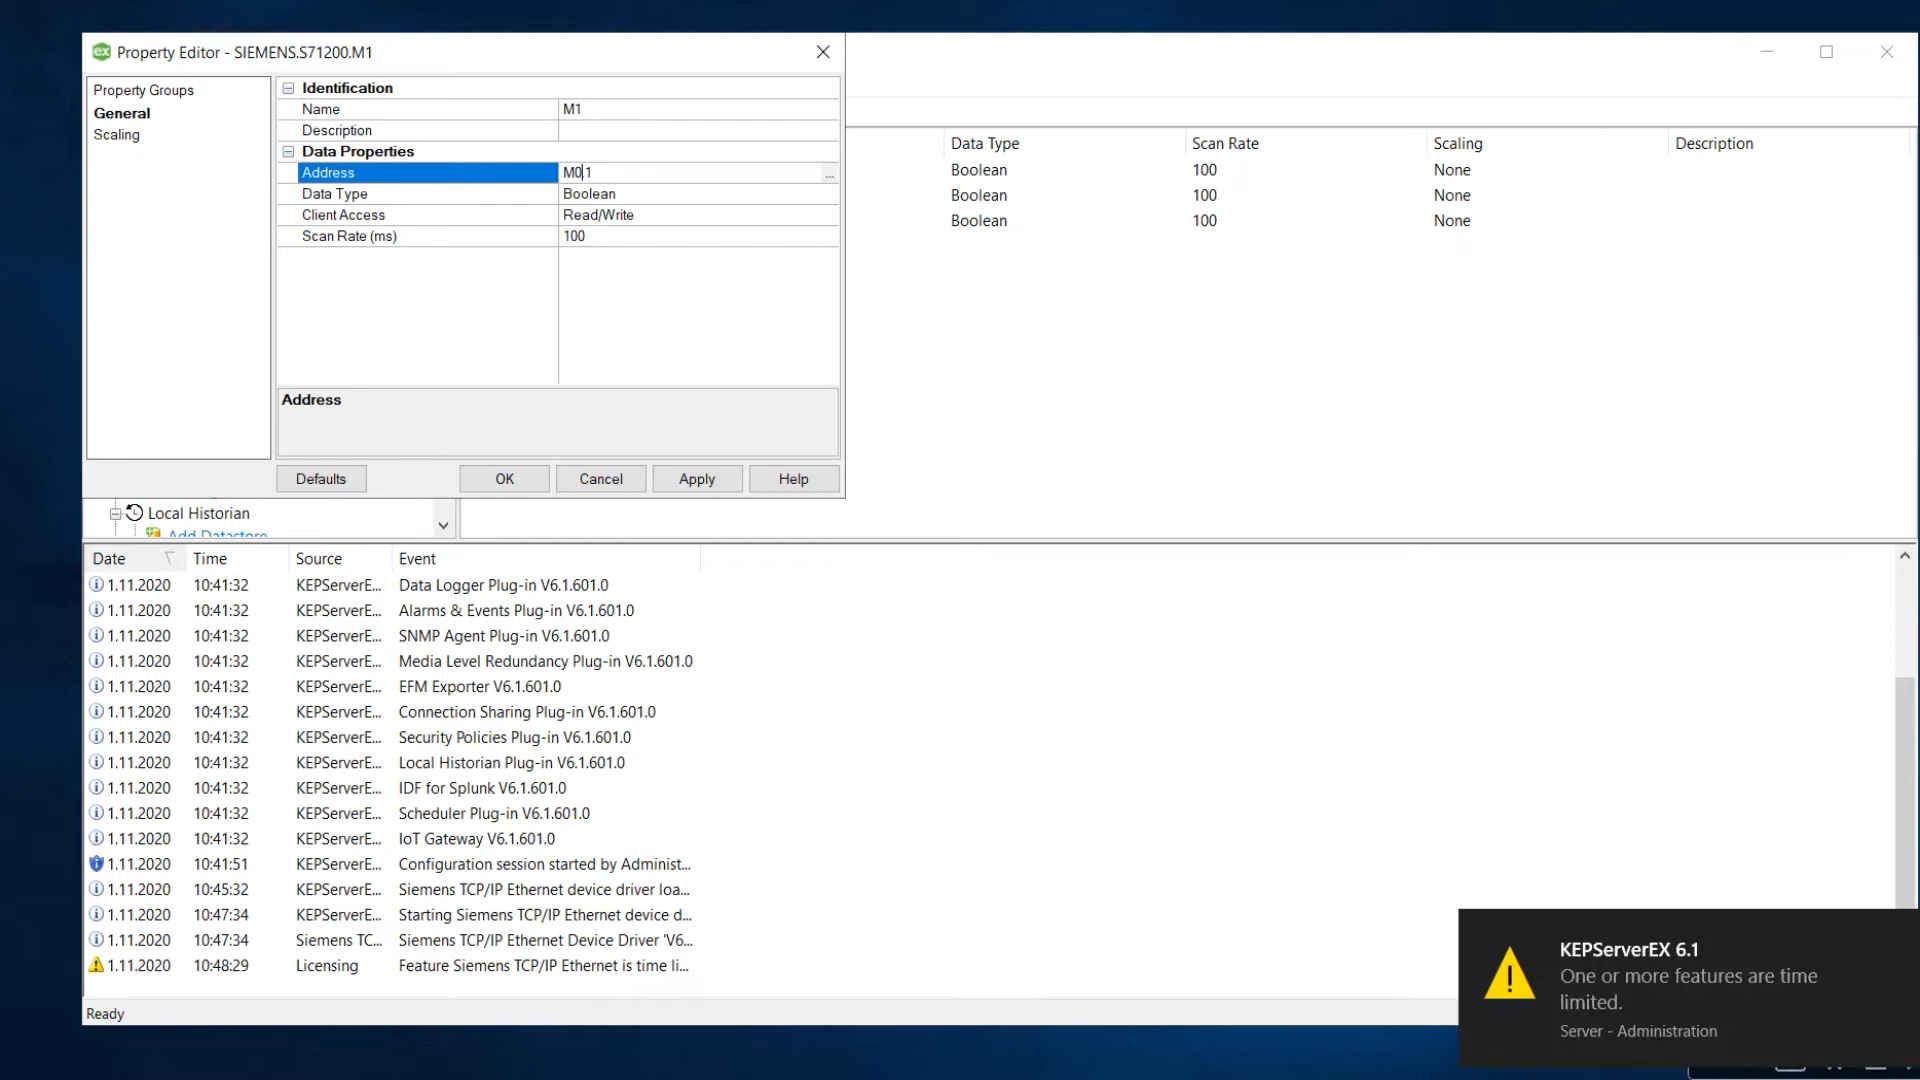 Property Editor - SIEMENS.S71200.M1
Property Groups
General
Scaling
Identification
Name M1
Description
Data Properties
Address M0.1 ...
Data Type Boolean
Client Access Read/Write
Scan Rate (ms) 100
Address
Defaults OK Cancel Apply Help
Data Type Scan Rate Scaling Description
Boolean 100 None
Boolean 100 None
Boolean 100 None
Local Historian
Add Datastore
Date Time Source Event
1.11.2020 10:41:32 KEPServerE... Data Logger Plug-in V6.1.601.0
1.11.2020 10:41:32 KEPServerE... Alarms & Events Plug-in V6.1.601.0
1.11.2020 10:41:32 KEPServerE... SNMP Agent Plug-in V6.1.601.0
1.11.2020 10:41:32 KEPServerE... Media Level Redundancy Plug-in V6.1.601.0
1.11.2020 10:41:32 KEPServerE... EFM Exporter V6.1.601.0
1.11.2020 10:41:32 KEPServerE... Connection Sharing Plug-in V6.1.601.0
1.11.2020 10:41:32 KEPServerE... Security Policies Plug-in V6.1.601.0
1.11.2020 10:41:32 KEPServerE... Local Historian Plug-in V6.1.601.0
1.11.2020 10:41:32 KEPServerE... IDF for Splunk V6.1.601.0
1.11.2020 10:41:32 KEPServerE... Scheduler Plug-in V6.1.601.0
1.11.2020 10:41:32 KEPServerE... IoT Gateway V6.1.601.0
1.11.2020 10:41:51 KEPServerE... Configuration session started by Administ...
1.11.2020 10:45:32 KEPServerE... Siemens TCP/IP Ethernet device driver loa...
1.11.2020 10:47:34 KEPServerE... Starting Siemens TCP/IP Ethernet device d...
1.11.2020 10:47:34 Siemens TC... Siemens TCP/IP Ethernet Device Driver 'V6...
1.11.2020 10:48:29 Licensing Feature Siemens TCP/IP Ethernet is time li...
Ready
KEPServerEX 6.1
One or more features are time
limited.
Server - Administration